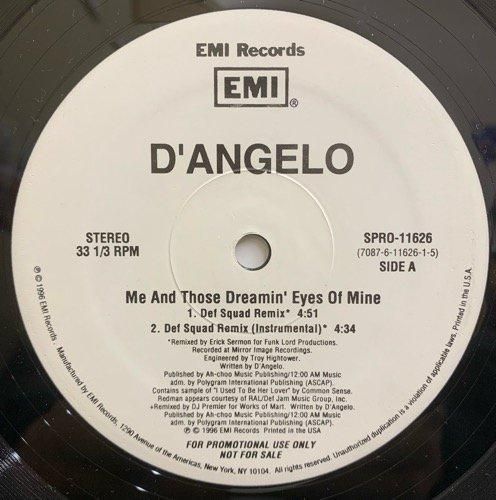 EMI Records
EMI®
D'ANGELO
STEREO
33 1/3 RPM
SPRO-11626
(7087-6-11626-1-5)
SIDE A
Me And Those Dreamin' Eyes Of Mine
1. Def Squad Remix* 4:51
2. Def Squad Remix (Instrumental)* 4:34
*Remixed by Erick Sermon for Funk Lord Productions.
Recorded at Mirror Image Recordings.
Engineered by Troy Hightower.
Written by D'Angelo.
Published by Ah-choo Music Publishing/12:00 AM Music
adm. by Polygram International Publishing (ASCAP).
Contains sample of "I Used To Be Her Lover" by Common Sense.
Redman appears courtesy of RAL/Def Jam Music Group, Inc.
+Remixed by DJ Premier for Works of Mart. Written by D'Angelo.
Published by Ah-choo Music Publishing/12:00 AM Music
adm. by Polygram International Publishing (ASCAP).
℗ © 1996 EMI Records. Printed in the USA
FOR PROMOTIONAL USE ONLY
NOT FOR SALE
℗ © 1996 EMI Records. Manufactured by EMI Records, 1290 Avenue of the Americas, New York, NY 10104. All rights reserved. Unauthorized duplication is a violation of applicable laws. Printed in U.S.A.